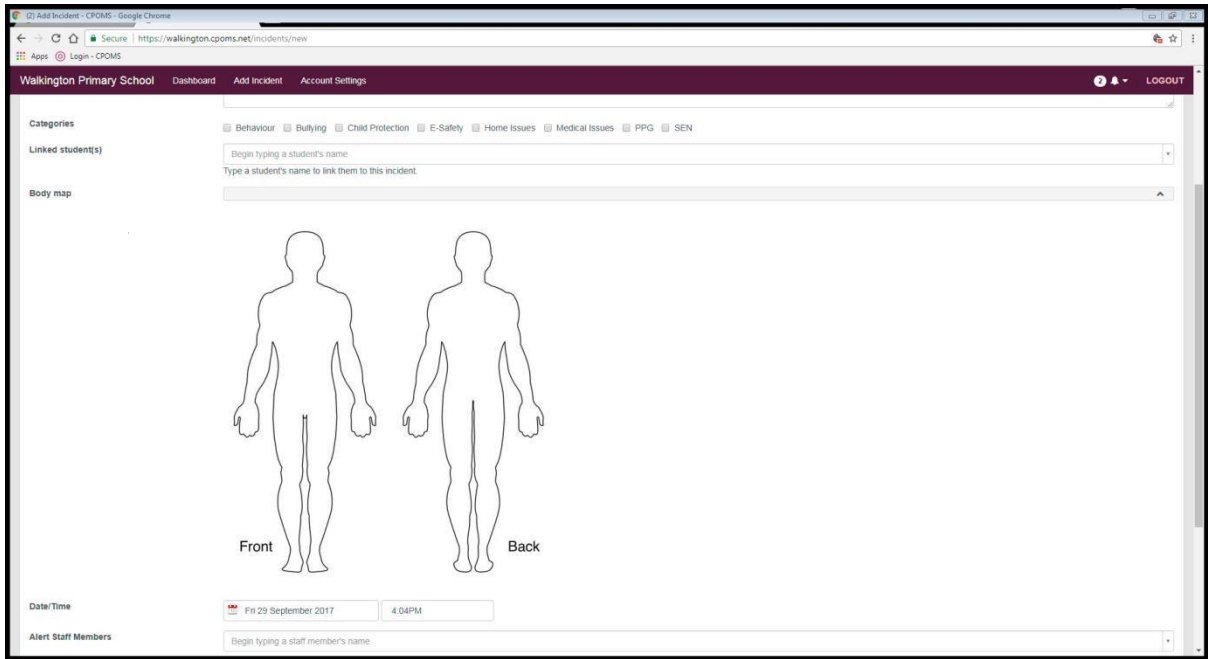 (2) Add Incident - CPOMS - Google Chrome
Secure | https://walkington.cpoms.net/incidents/new
Apps Login - CPOMS
Walkington Primary School Dashboard Add Incident Account Settings 2 LOGOUT
Categories Behaviour Bullying Child Protection E-Safety Home Issues Medical Issues PPG SEN
Linked student(s) Begin typing a student's name
Type a student's name to link them to this incident.
Body map
Front Back
Date/Time Fri 29 September 2017 4:04PM
Alert Staff Members Begin typing a staff member's name